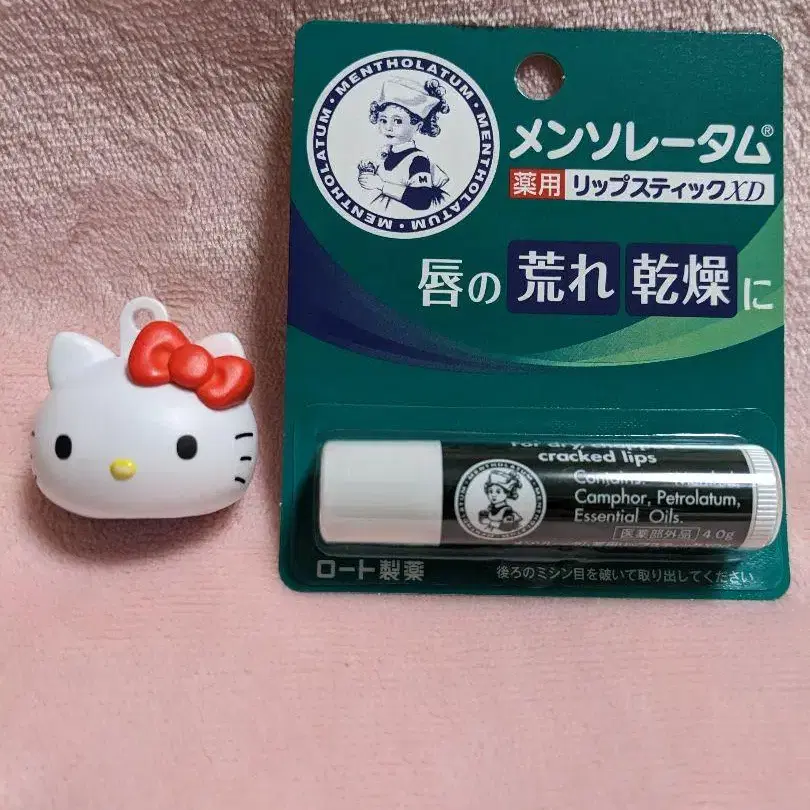 MENTHOLATUM · MENTHOLATUM · MENTHOLATUM ·
M
メンソレータム®
薬用 リップスティックXD
唇の 荒れ 乾燥 に
cracked lips
Camphor, Petrolatum,
Essential Oils.
医薬部外品 4.0g
ロート製薬
後ろのミシン目を破いて取り出してください